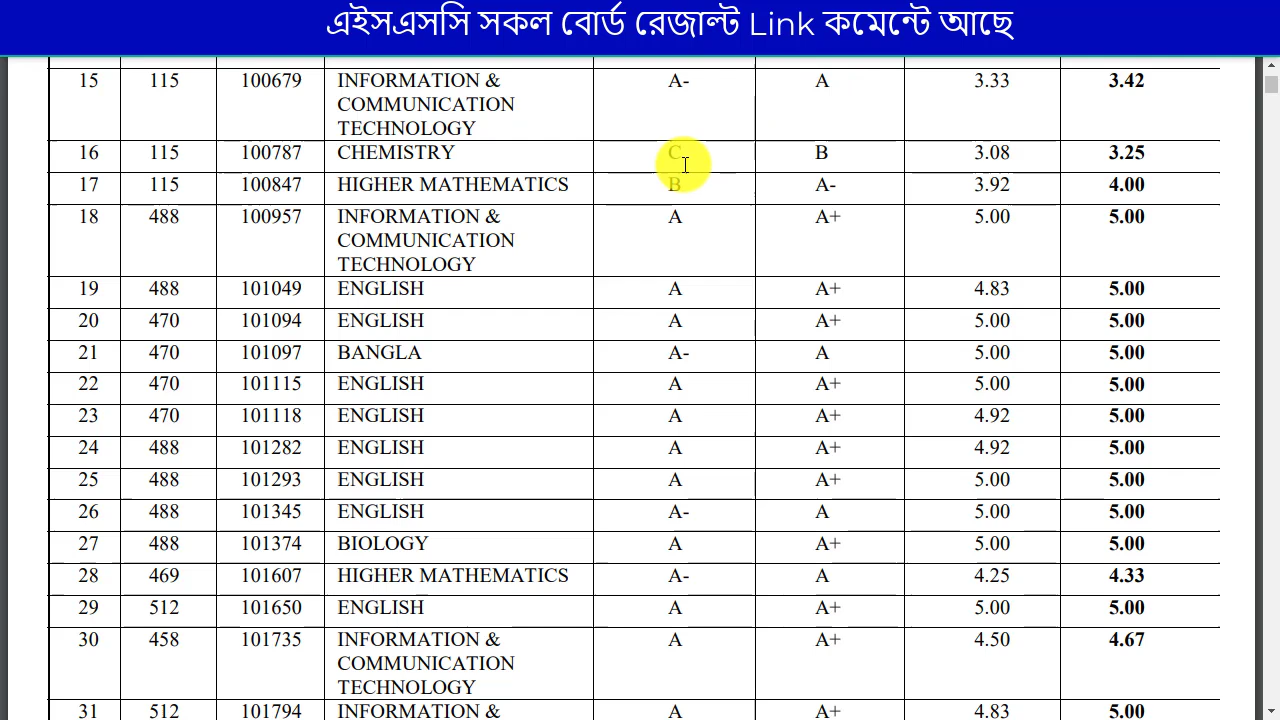 এইসএসসি সকল বোর্ড রেজাল্ট Link কমেন্টে আছে
15 115 100679 INFORMATION & A- A 3.33 3.42
COMMUNICATION
TECHNOLOGY
16 115 100787 CHEMISTRY C B 3.08 3.25
17 115 100847 HIGHER MATHEMATICS B A- 3.92 4.00
18 488 100957 INFORMATION & A A+ 5.00 5.00
COMMUNICATION
TECHNOLOGY
19 488 101049 ENGLISH A A+ 4.83 5.00
20 470 101094 ENGLISH A A+ 5.00 5.00
21 470 101097 BANGLA A- A 5.00 5.00
22 470 101115 ENGLISH A A+ 5.00 5.00
23 470 101118 ENGLISH A A+ 4.92 5.00
24 488 101282 ENGLISH A A+ 4.92 5.00
25 488 101293 ENGLISH A A+ 5.00 5.00
26 488 101345 ENGLISH A- A 5.00 5.00
27 488 101374 BIOLOGY A A+ 5.00 5.00
28 469 101607 HIGHER MATHEMATICS A- A 4.25 4.33
29 512 101650 ENGLISH A A+ 5.00 5.00
30 458 101735 INFORMATION & A A+ 4.50 4.67
COMMUNICATION
TECHNOLOGY
31 512 101794 INFORMATION & A A+ 4.83 5.00